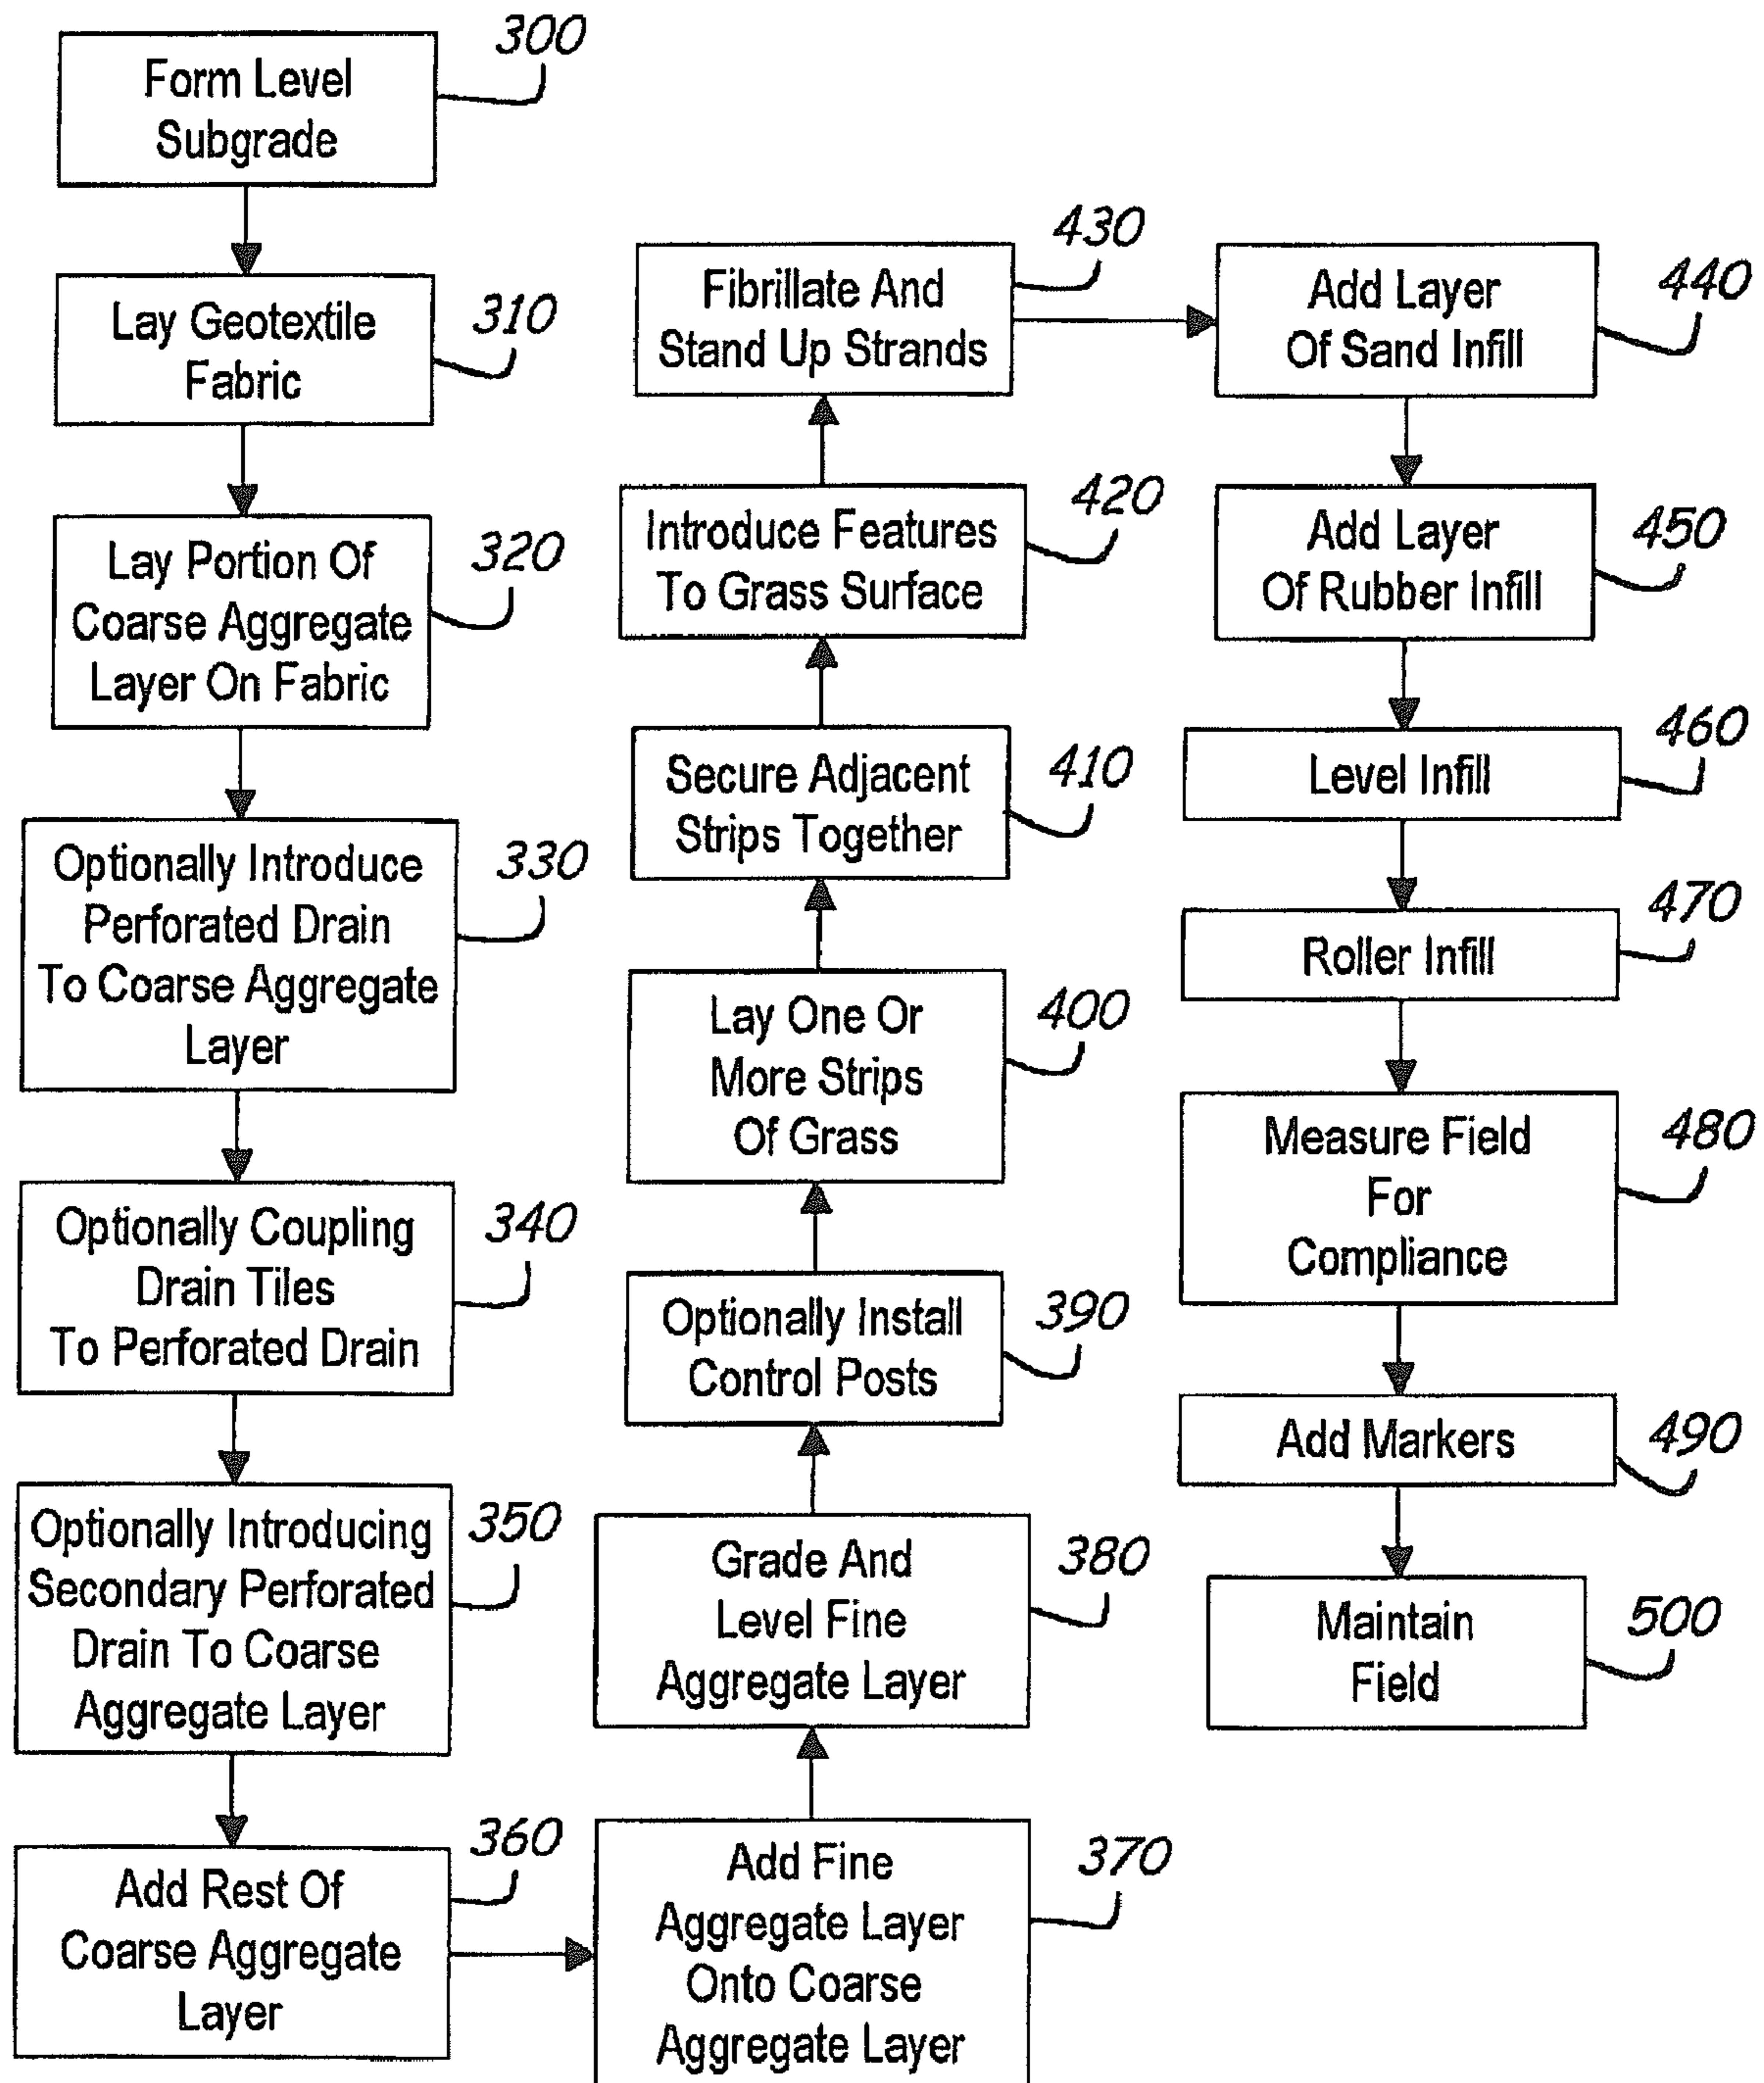 Form Level
Subgrade
300
Lay Geotextile
Fabric
310
Lay Portion Of
Coarse Aggregate
Layer On Fabric
320
Optionally Introduce
Perforated Drain
To Coarse Aggregate
Layer
330
Optionally Coupling
Drain Tiles
To Perforated Drain
340
Optionally Introducing
Secondary Perforated
Drain To Coarse
Aggregate Layer
350
Add Rest Of
Coarse Aggregate
Layer
360
Add Fine
Aggregate Layer
Onto Coarse
Aggregate Layer
370
Grade And
Level Fine
Aggregate Layer
380
Optionally Install
Control Posts
390
Lay One Or
More Strips
Of Grass
400
Secure Adjacent
Strips Together
410
Introduce Features
To Grass Surface
420
Fibrillate And
Stand Up Strands
430
Add Layer
Of Sand Infill
440
Add Layer
Of Rubber Infill
450
Level Infill
460
Roller Infill
470
Measure Field
For
Compliance
480
Add Markers
490
Maintain
Field
500